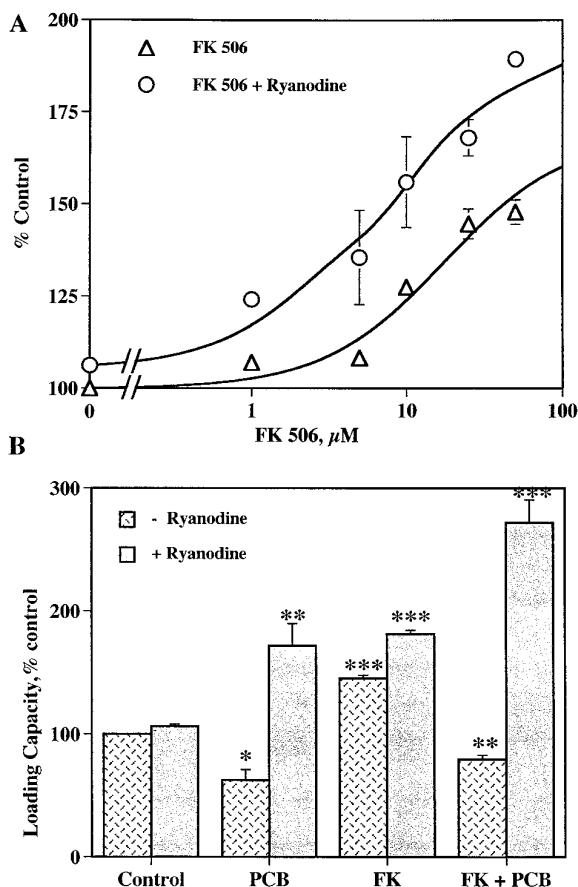 A
200
175
150
125
100
% Control
FK 506
FK 506 + Ryanodine
0
1
10
100
FK 506, μM
B
300
200
100
0
Loading Capacity, % control
- Ryanodine
+ Ryanodine
*
**
***
***
**
***
Control
PCB
FK
FK + PCB